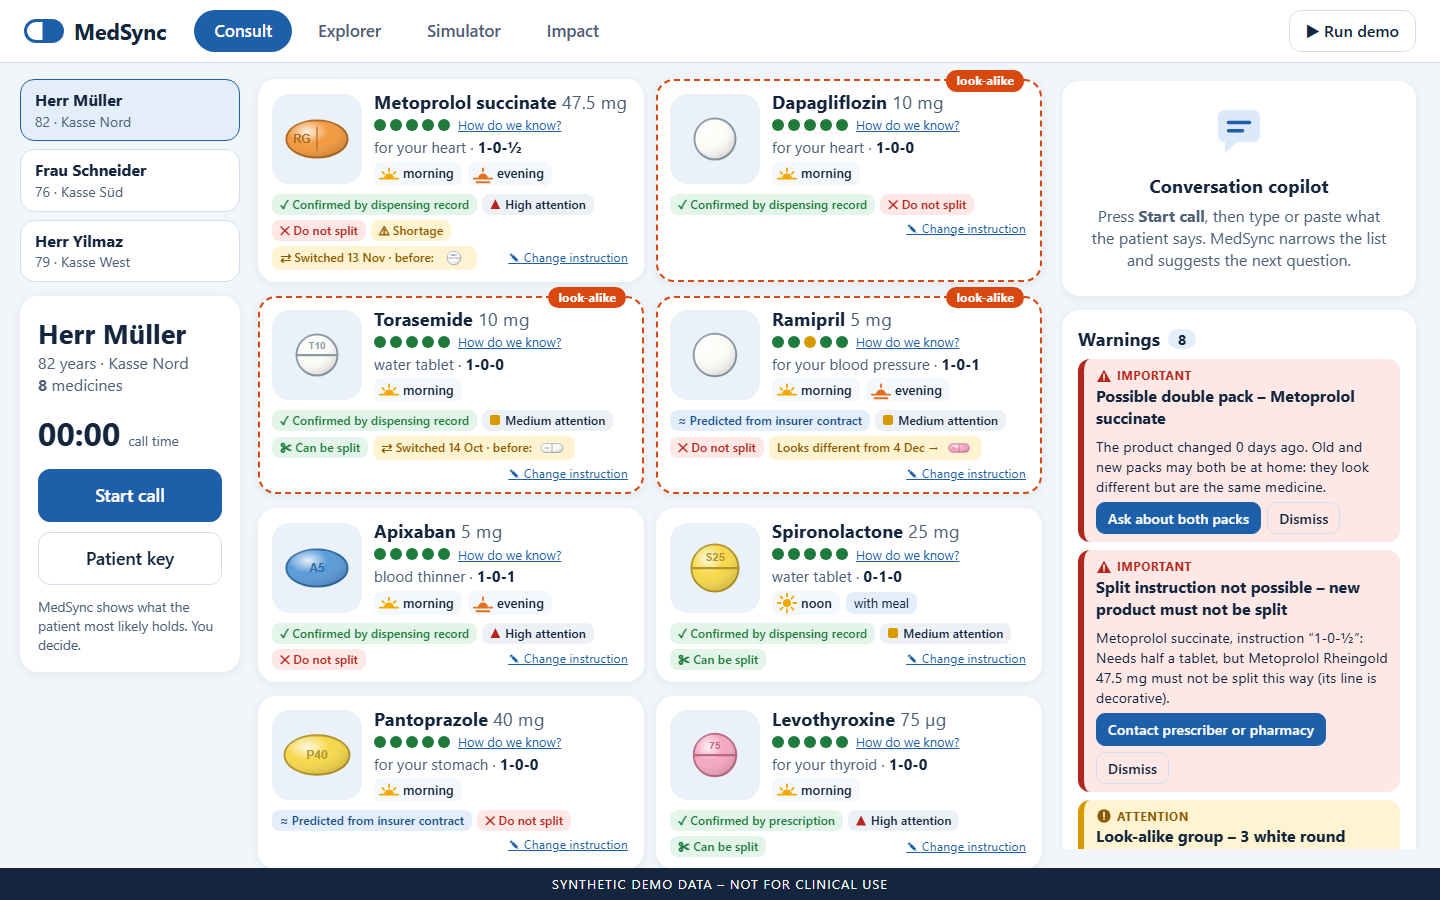 MedSync
Consult
Explorer
Simulator
Impact
▶ Run demo
Herr Müller
82 · Kasse Nord
Frau Schneider
76 · Kasse Süd
Herr Yilmaz
79 · Kasse West
Herr Müller
82 years · Kasse Nord
8 medicines
00:00 call time
Start call
Patient key
MedSync shows what the
patient most likely holds. You
decide.
RG
Metoprolol succinate 47.5 mg
How do we know?
for your heart · 1-0-½
morning
evening
✓ Confirmed by dispensing record
▲ High attention
✕ Do not split
⚠ Shortage
⇄ Switched 13 Nov · before:
Change instruction
look-alike
Dapagliflozin 10 mg
How do we know?
for your heart · 1-0-0
morning
✓ Confirmed by dispensing record
✕ Do not split
Change instruction
look-alike
T10
Torasemide 10 mg
How do we know?
water tablet · 1-0-0
morning
✓ Confirmed by dispensing record
Medium attention
Can be split
⇄ Switched 14 Oct · before:
Change instruction
look-alike
Ramipril 5 mg
How do we know?
for your blood pressure · 1-0-1
morning
evening
≈ Predicted from insurer contract
Medium attention
✕ Do not split
Looks different from 4 Dec →
Change instruction
A5
Apixaban 5 mg
How do we know?
blood thinner · 1-0-1
morning
evening
✓ Confirmed by dispensing record
▲ High attention
✕ Do not split
Change instruction
S25
Spironolactone 25 mg
How do we know?
water tablet · 0-1-0
noon
with meal
✓ Confirmed by dispensing record
Medium attention
Can be split
Change instruction
P40
Pantoprazole 40 mg
How do we know?
for your stomach · 1-0-0
morning
≈ Predicted from insurer contract
✕ Do not split
Change instruction
75
Levothyroxine 75 µg
How do we know?
for your thyroid · 1-0-0
morning
✓ Confirmed by prescription
▲ High attention
Can be split
Change instruction
Conversation copilot
Press Start call, then type or paste what
the patient says. MedSync narrows the list
and suggests the next question.
Warnings 8
IMPORTANT
Possible double pack – Metoprolol
succinate
The product changed 0 days ago. Old and
new packs may both be at home: they look
different but are the same medicine.
Ask about both packs
Dismiss
IMPORTANT
Split instruction not possible – new
product must not be split
Metoprolol succinate, instruction “1-0-½”:
Needs half a tablet, but Metoprolol Rheingold
47.5 mg must not be split this way (its line is
decorative).
Contact prescriber or pharmacy
Dismiss
ATTENTION
Look-alike group – 3 white round
SYNTHETIC DEMO DATA – NOT FOR CLINICAL USE